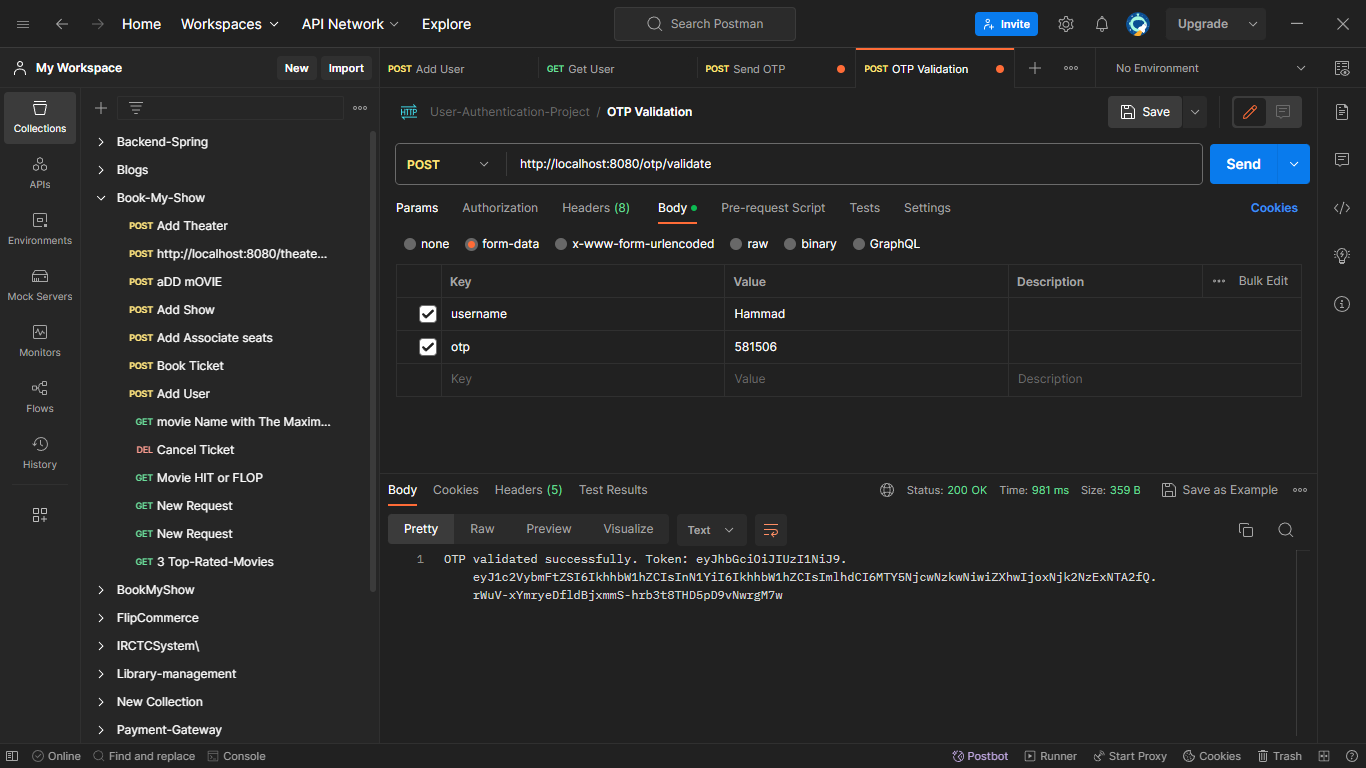 Home Workspaces API Network Explore Search Postman Invite Upgrade
My Workspace New Import POST Add User GET Get User POST Send OTP POST OTP Validation No Environment
Collections
APIs
Environments
Mock Servers
Monitors
Flows
History
Backend-Spring
Blogs
Book-My-Show
POST Add Theater
POST http://localhost:8080/theate...
POST aDD mOVIE
POST Add Show
POST Add Associate seats
POST Book Ticket
POST Add User
GET movie Name with The Maxim...
DEL Cancel Ticket
GET Movie HIT or FLOP
GET New Request
GET New Request
GET 3 Top-Rated-Movies
BookMyShow
FlipCommerce
IRCTCSystem\
Library-management
New Collection
Payment-Gateway
HTTP User-Authentication-Project / OTP Validation Save
POST http://localhost:8080/otp/validate Send
Params Authorization Headers (8) Body Pre-request Script Tests Settings Cookies
none form-data x-www-form-urlencoded raw binary GraphQL
Key Value Description Bulk Edit
username Hammad
otp 581506
Key Value Description
Body Cookies Headers (5) Test Results Status: 200 OK Time: 981 ms Size: 359 B Save as Example
Pretty Raw Preview Visualize Text
1 OTP validated successfully. Token: eyJhbGciOiJIUzI1NiJ9.
eyJ1c2VybmFtZSI6IkhhbW1hZCIsInN1YiI6IkhhbW1hZCIsImlhdCI6MTY5NjcwNzkwNiwiZXhwIjoxNjk2NzExNTA2fQ.
rWuV-xYmryeDfldBjxmmS-hrb3t8THD5pD9vNwrgM7w
Online Find and replace Console Postbot Runner Start Proxy Cookies Trash